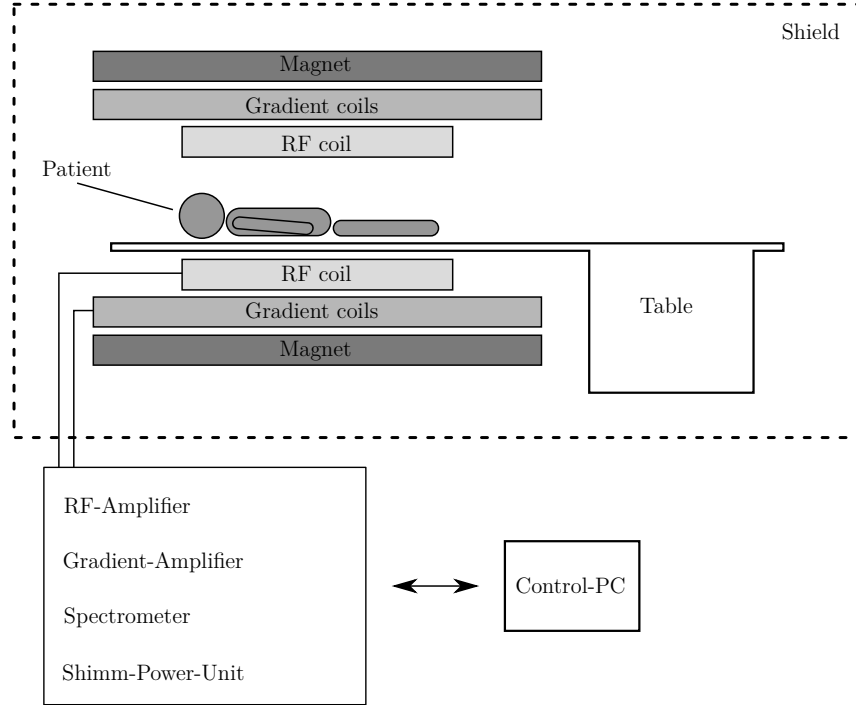 Shield
Magnet
Gradient coils
RF coil
Patient
RF coil
Gradient coils
Table
Magnet
RF-Amplifier
Gradient-Amplifier
Spectrometer
Shimm-Power-Unit
Control-PC